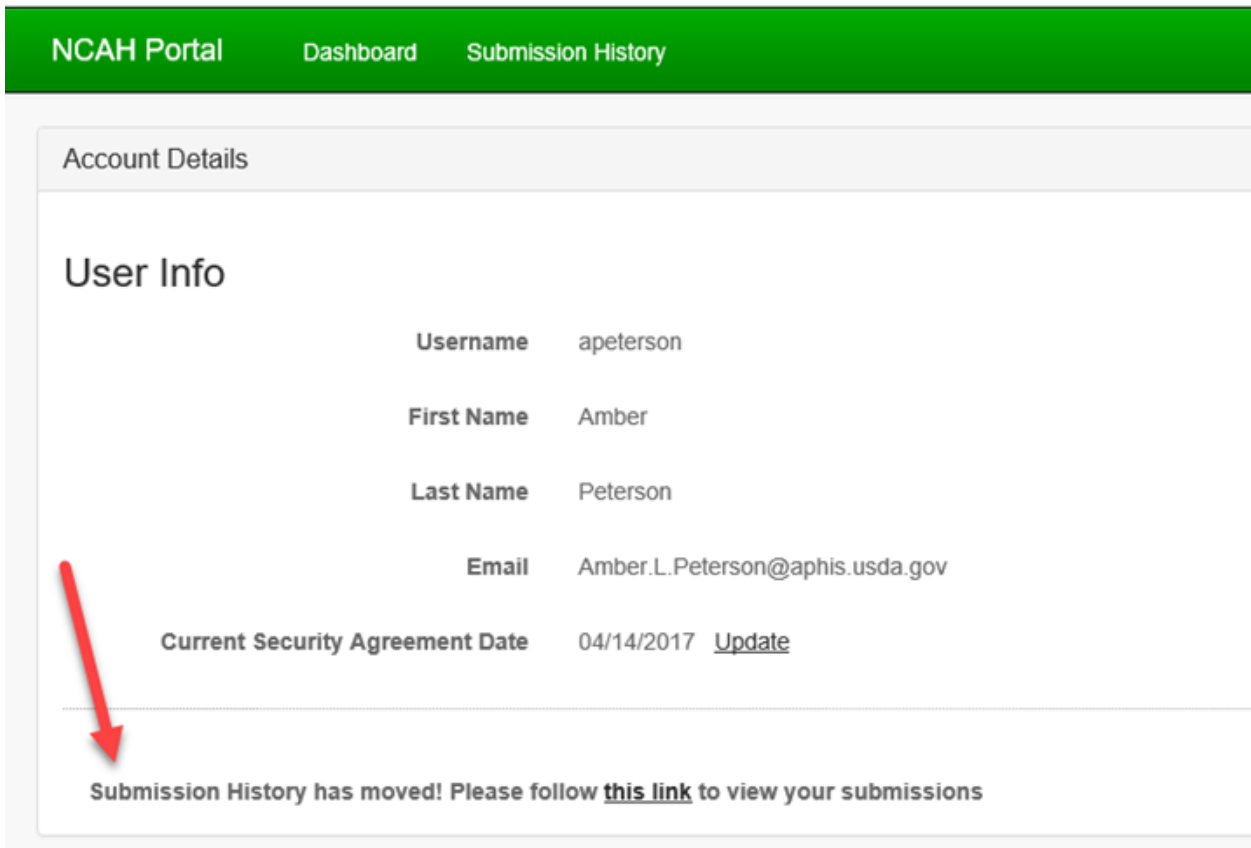 NCAH Portal Dashboard Submission History
Account Details
User Info
Username apeterson
First Name Amber
Last Name Peterson
Email Amber.L.Peterson@aphis.usda.gov
Current Security Agreement Date 04/14/2017 Update
Submission History has moved! Please follow this link to view your submissions